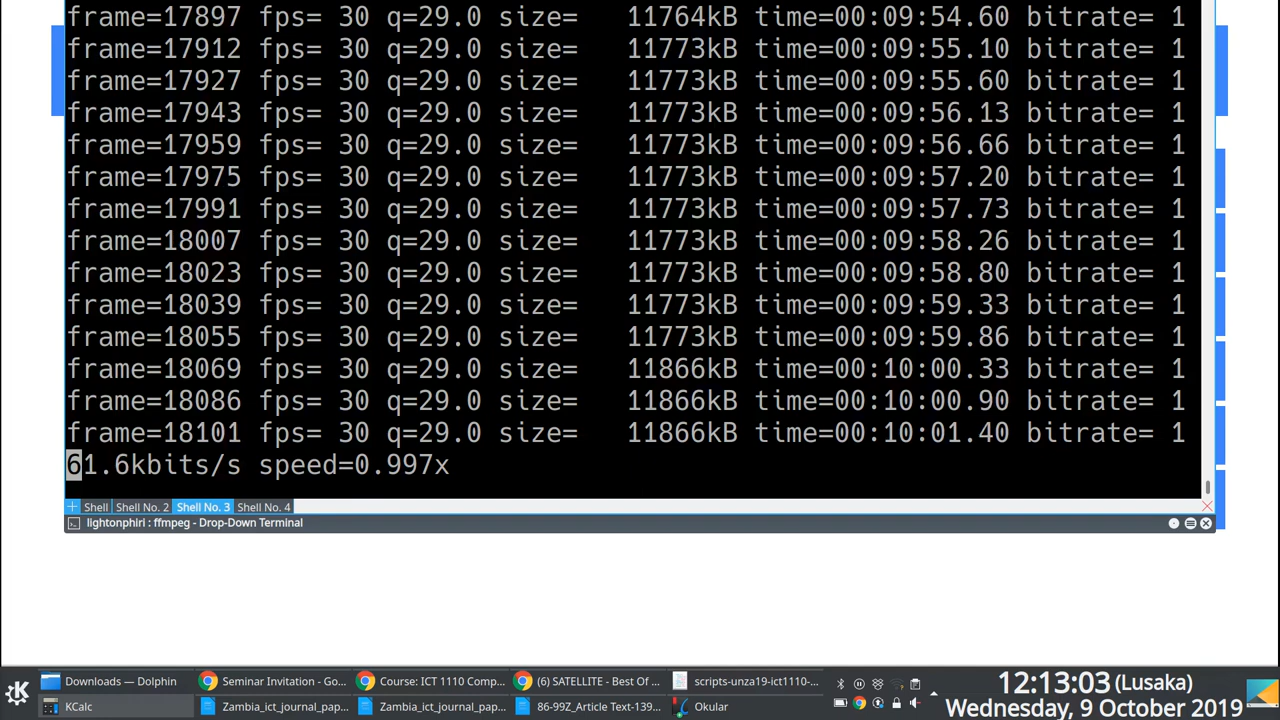 frame=17897 fps= 30 q=29.0 size=   11764kB time=00:09:54.60 bitrate= 1
frame=17912 fps= 30 q=29.0 size=   11773kB time=00:09:55.10 bitrate= 1
frame=17927 fps= 30 q=29.0 size=   11773kB time=00:09:55.60 bitrate= 1
frame=17943 fps= 30 q=29.0 size=   11773kB time=00:09:56.13 bitrate= 1
frame=17959 fps= 30 q=29.0 size=   11773kB time=00:09:56.66 bitrate= 1
frame=17975 fps= 30 q=29.0 size=   11773kB time=00:09:57.20 bitrate= 1
frame=17991 fps= 30 q=29.0 size=   11773kB time=00:09:57.73 bitrate= 1
frame=18007 fps= 30 q=29.0 size=   11773kB time=00:09:58.26 bitrate= 1
frame=18023 fps= 30 q=29.0 size=   11773kB time=00:09:58.80 bitrate= 1
frame=18039 fps= 30 q=29.0 size=   11773kB time=00:09:59.33 bitrate= 1
frame=18055 fps= 30 q=29.0 size=   11773kB time=00:09:59.86 bitrate= 1
frame=18069 fps= 30 q=29.0 size=   11866kB time=00:10:00.33 bitrate= 1
frame=18086 fps= 30 q=29.0 size=   11866kB time=00:10:00.90 bitrate= 1
frame=18101 fps= 30 q=29.0 size=   11866kB time=00:10:01.40 bitrate= 1
61.6kbits/s speed=0.997x
Shell Shell No. 2 Shell No. 3 Shell No. 4
lightonphiri : ffmpeg - Drop-Down Terminal
Downloads — Dolphin Seminar Invitation - Go... Course: ICT 1110 Comp... (6) SATELLITE - Best Of ... scripts-unza19-ict1110-...
KCalc Zambia_ict_journal_pap... Zambia_ict_journal_pap... 86-99Z_Article Text-139... Okular
12:13:03 (Lusaka)
Wednesday, 9 October 2019